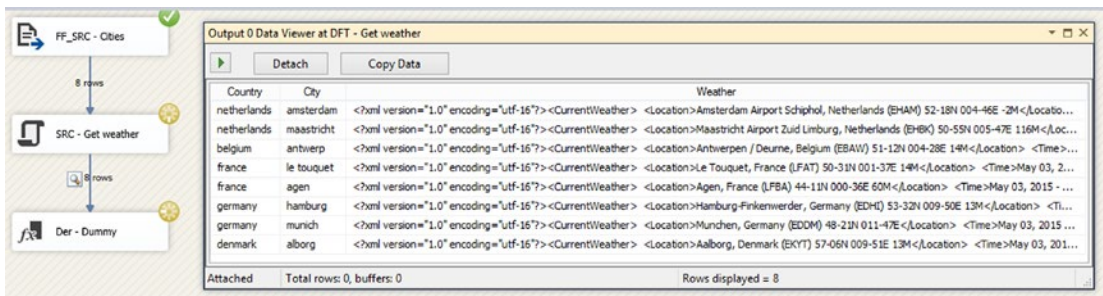 FF_SRC - Cities
8 rows
SRC - Get weather
8 rows
Der - Dummy
Output 0 Data Viewer at DFT - Get weather
Detach Copy Data
Country City Weather
netherlands amsterdam <?xml version="1.0" encoding="utf-16"?><CurrentWeather> <Location>Amsterdam Airport Schiphol, Netherlands (EHAM) 52-18N 004-46E -2M</Locatio...
netherlands maastricht <?xml version="1.0" encoding="utf-16"?><CurrentWeather> <Location>Maastricht Airport Zuid Limburg, Netherlands (EHBK) 50-55N 005-47E 116M</Loc...
belgium antwerp <?xml version="1.0" encoding="utf-16"?><CurrentWeather> <Location>Antwerpen / Deurne, Belgium (EBAW) 51-12N 004-28E 14M</Location> <Time>...
france le touquet <?xml version="1.0" encoding="utf-16"?><CurrentWeather> <Location>Le Touquet, France (LFAT) 50-31N 001-37E 14M</Location> <Time>May 03, 2...
france agen <?xml version="1.0" encoding="utf-16"?><CurrentWeather> <Location>Agen, France (LFBA) 44-11N 000-36E 60M</Location> <Time>May 03, 2015 - ...
germany hamburg <?xml version="1.0" encoding="utf-16"?><CurrentWeather> <Location>Hamburg-Finkenwerder, Germany (EDHI) 53-32N 009-50E 13M</Location> <Ti...
germany munich <?xml version="1.0" encoding="utf-16"?><CurrentWeather> <Location>Munchen, Germany (EDDM) 48-21N 011-47E</Location> <Time>May 03, 2015 ...
denmark alborg <?xml version="1.0" encoding="utf-16"?><CurrentWeather> <Location>Aalborg, Denmark (EKYT) 57-06N 009-51E 13M</Location> <Time>May 03, 201...
Attached Total rows: 0, buffers: 0 Rows displayed = 8